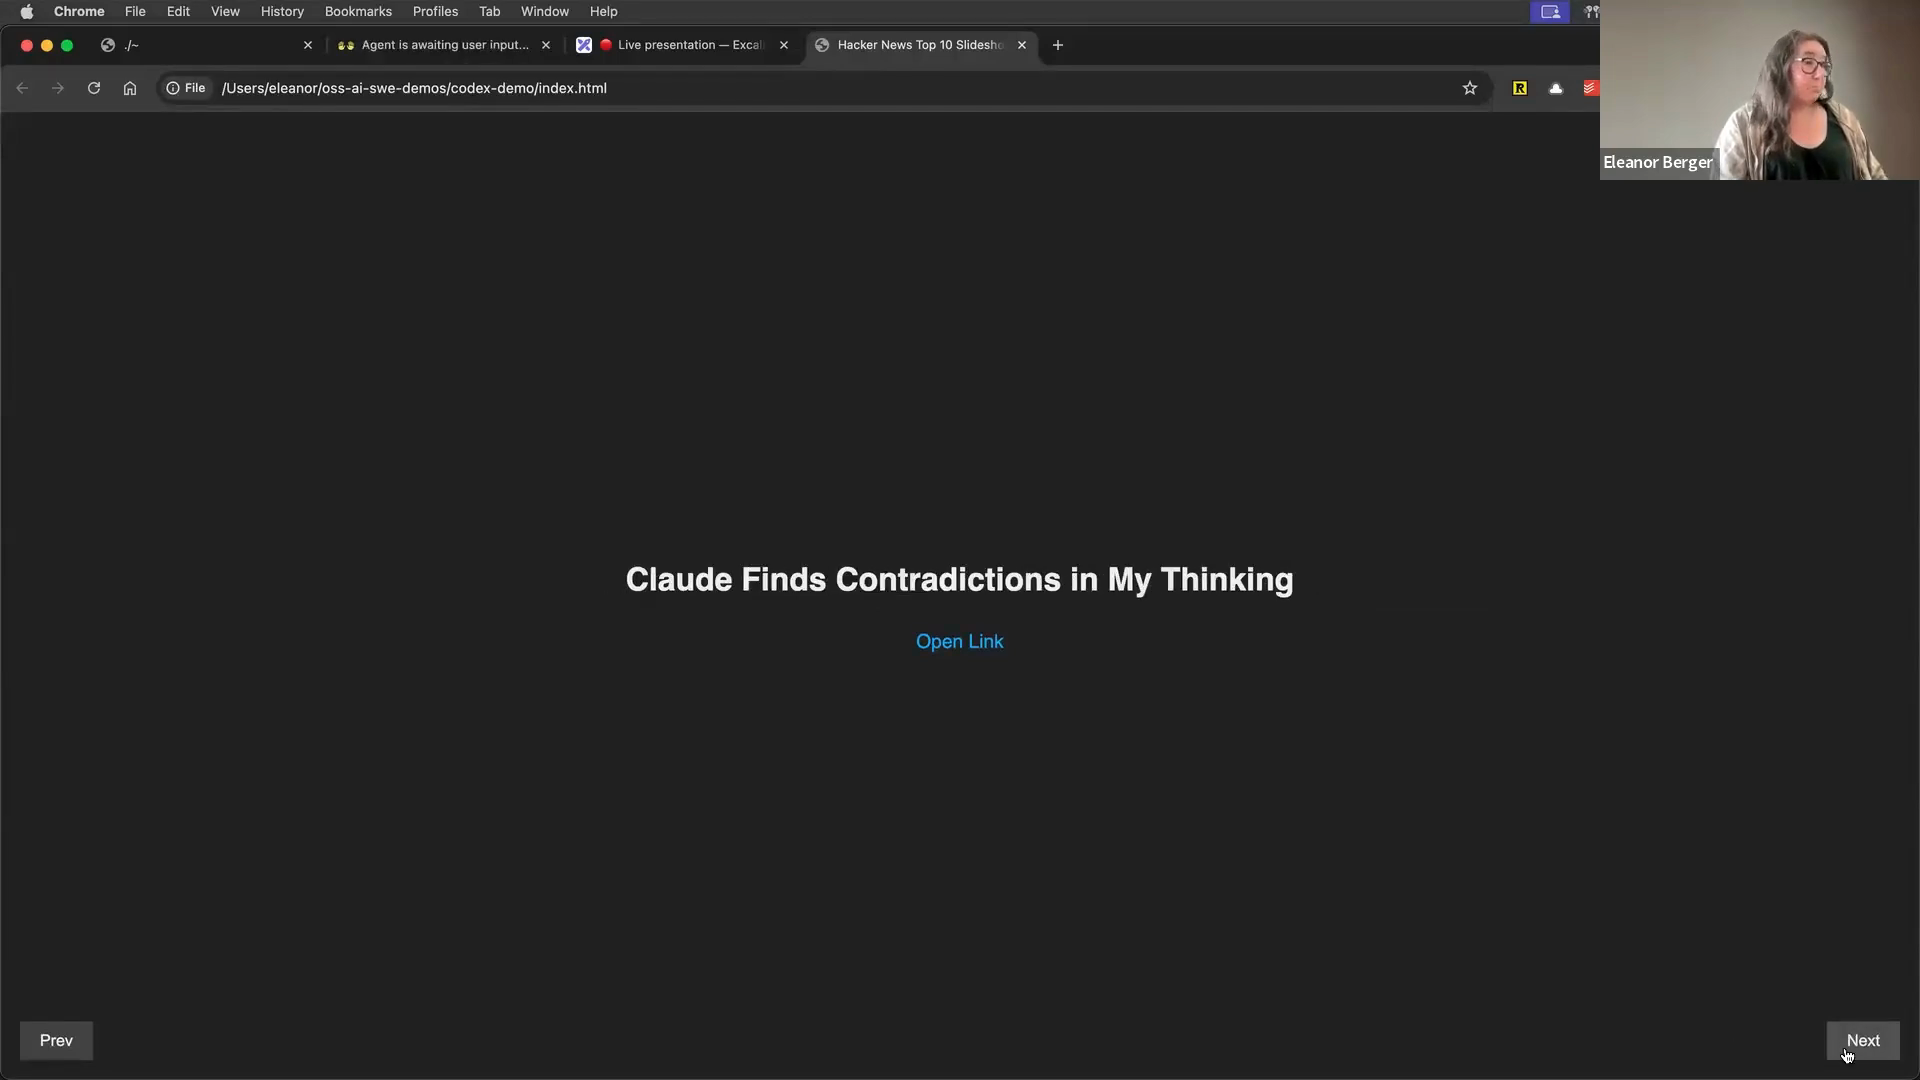 Chrome File Edit View History Bookmarks Profiles Tab Window Help
./~ Agent is awaiting user input... Live presentation — Excal Hacker News Top 10 Slidesho
File /Users/eleanor/oss-ai-swe-demos/codex-demo/index.html R
Eleanor Berger
Claude Finds Contradictions in My Thinking
Open Link
Prev Next